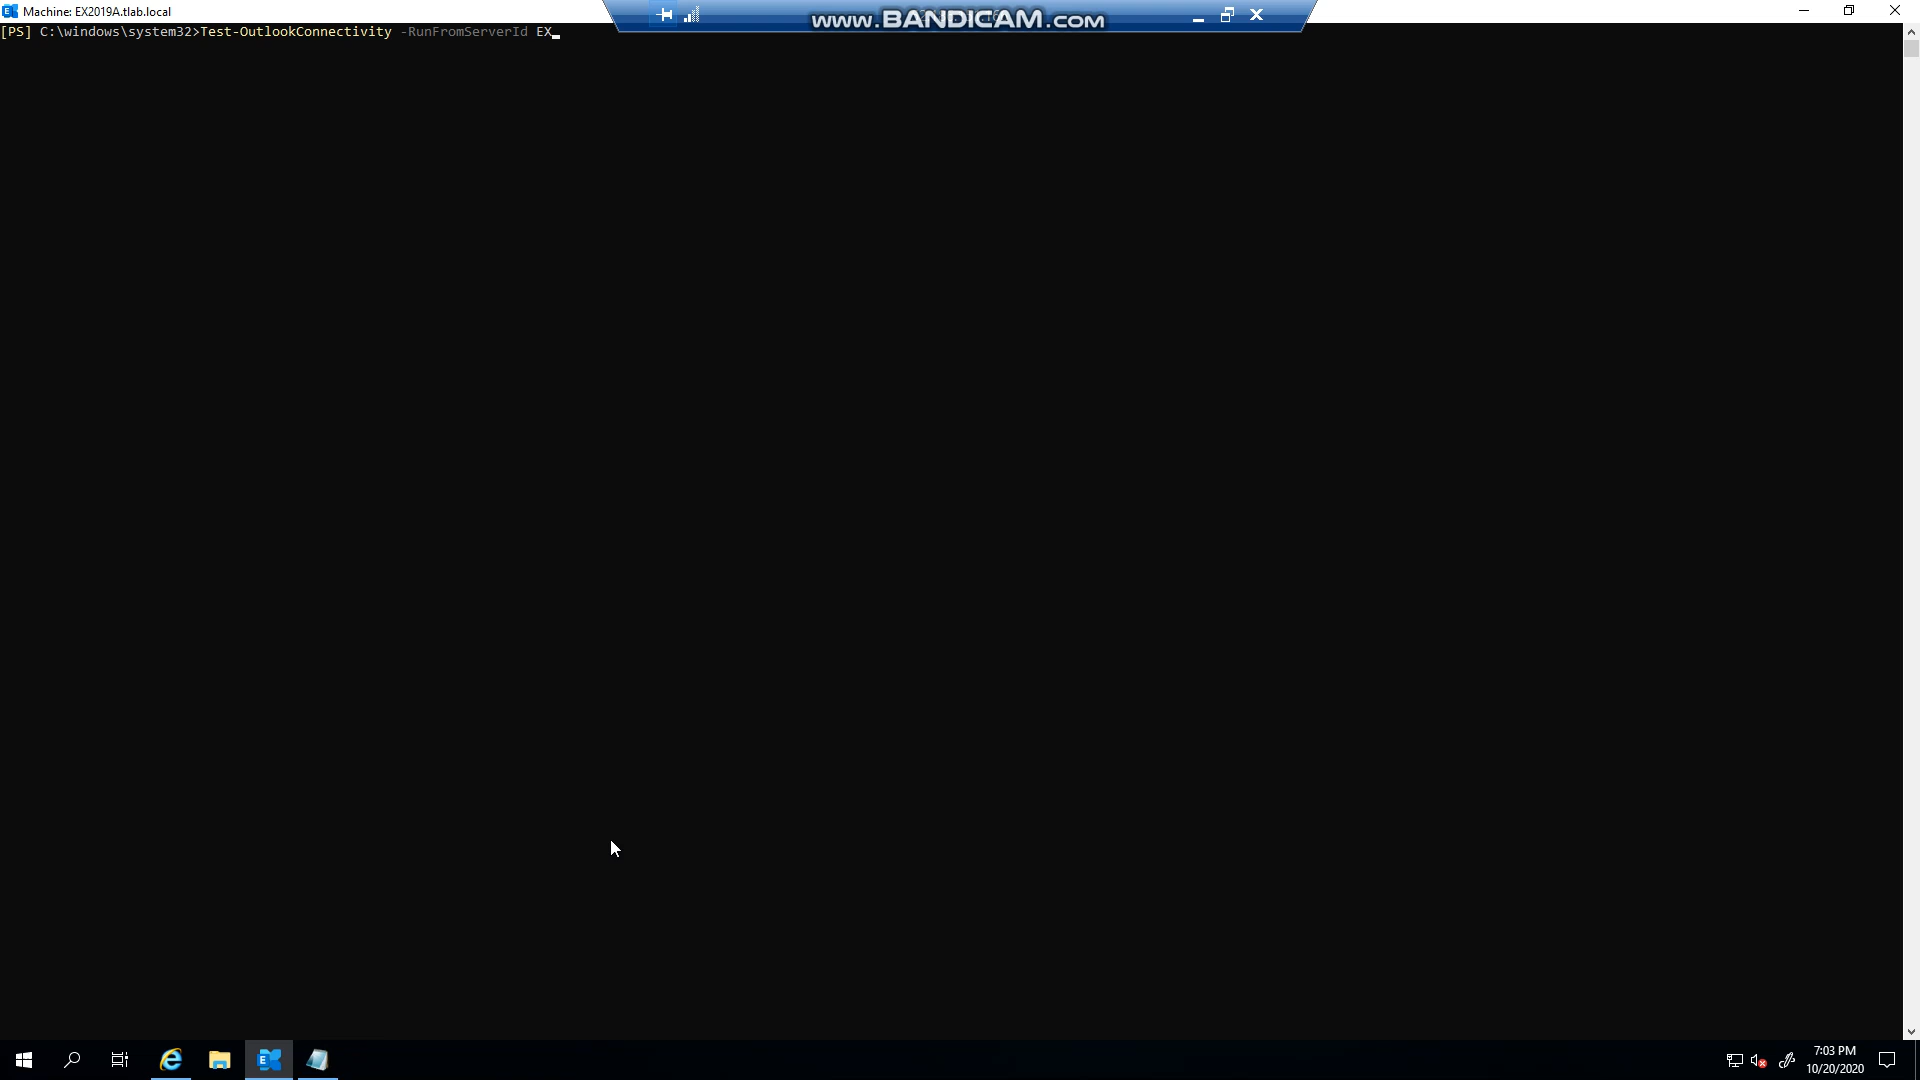 Machine: EX2019A.tlab.local
www.BANDICAM.com
[PS] C:\windows\system32>Test-OutlookConnectivity -RunFromServerId EX
7:03 PM
10/20/2020